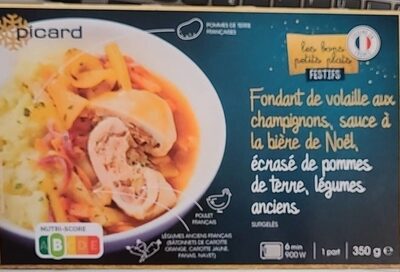 picard
POMMES DE TERRE
FRANÇAISES
les bons
petits plats
FESTIFS
Fondant de volaille aux
champignons, sauce à
la bière de Noël,
écrasé de pommes
de terre, légumes
anciens
SURGELÉS
POULET
FRANÇAIS
LÉGUMES ANCIENS FRANÇAIS
(BÂTONNETS DE CAROTTE
ORANGE, CAROTTE JAUNE,
PANAIS, NAVET)
NUTRI-SCORE
A B C D E
6 min
900 W
1 part
350 g e